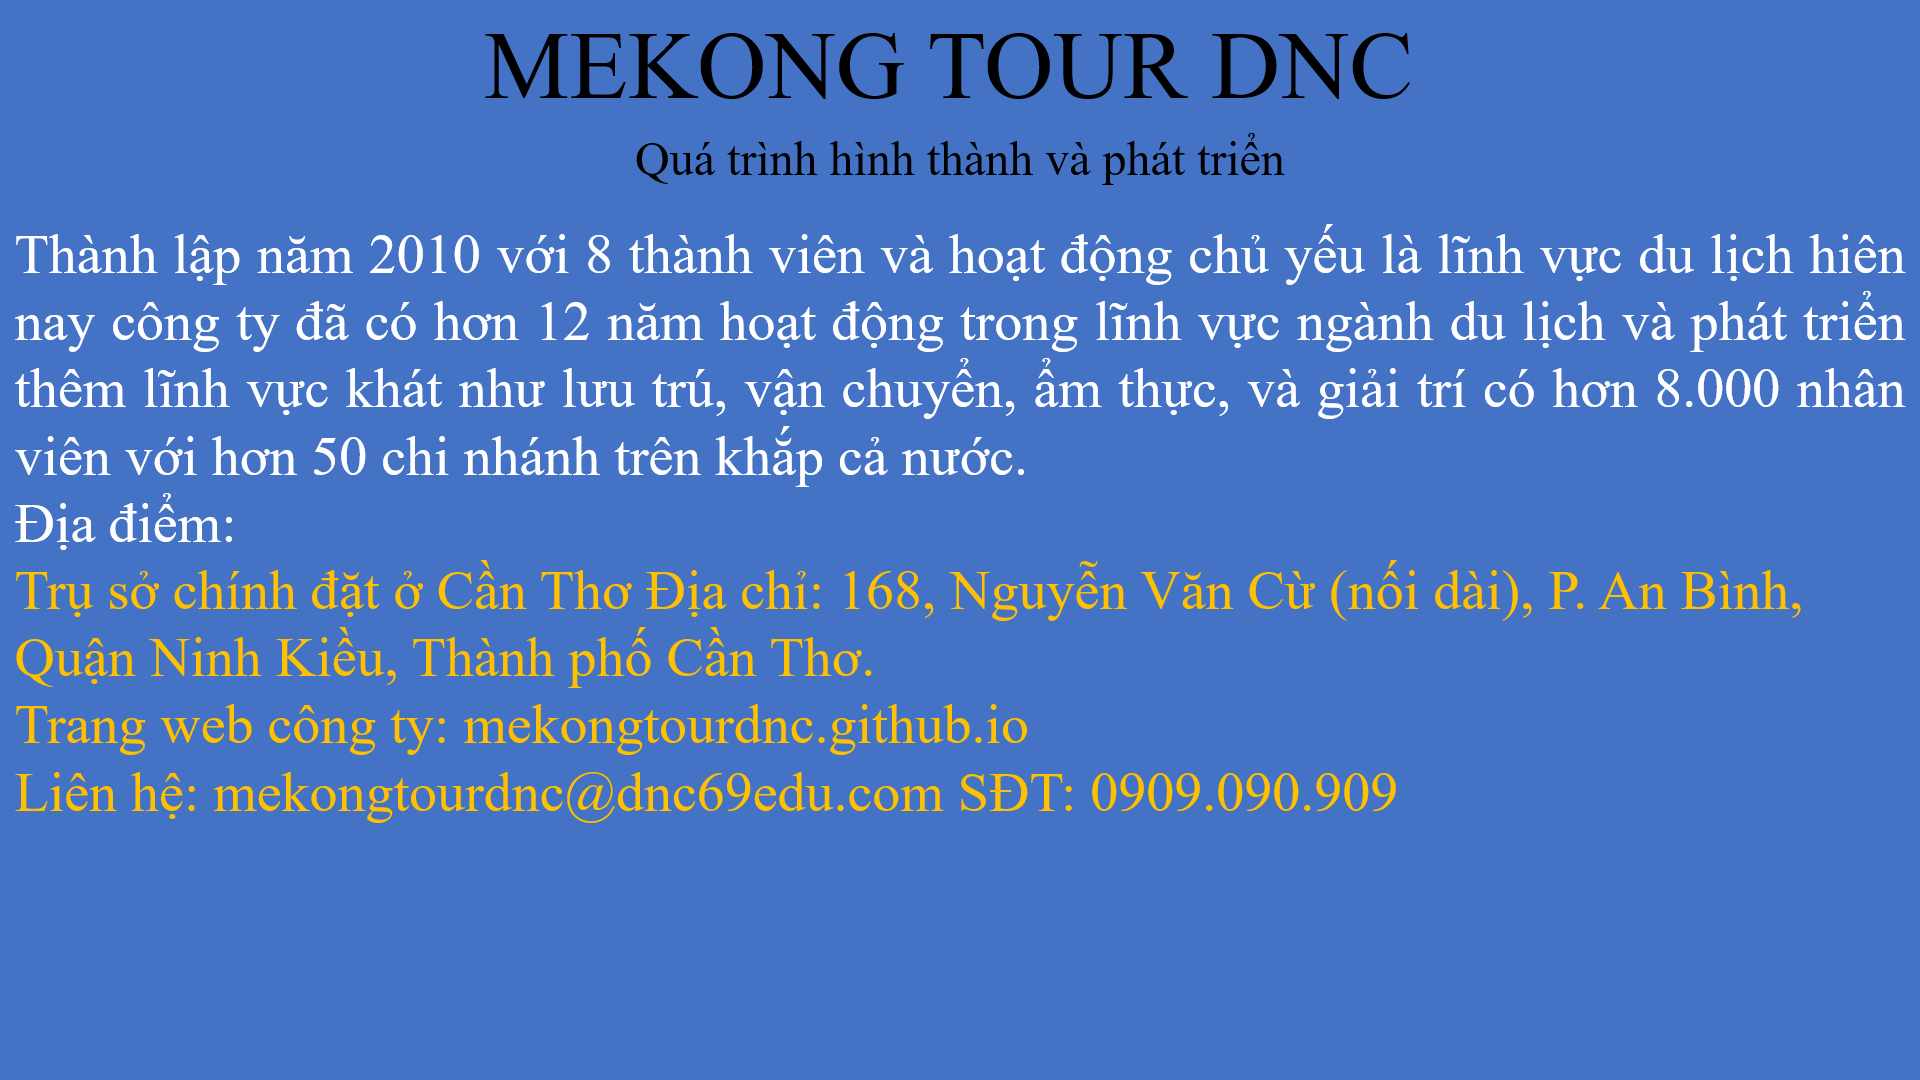 MEKONG TOUR DNC
Quá trình hình thành và phát triển
Thành lập năm 2010 với 8 thành viên và hoạt động chủ yếu là lĩnh vực du lịch hiên
nay công ty đã có hơn 12 năm hoạt động trong lĩnh vực ngành du lịch và phát triển
thêm lĩnh vực khát như lưu trú, vận chuyển, ẩm thực, và giải trí có hơn 8.000 nhân
viên với hơn 50 chi nhánh trên khắp cả nước.
Địa điểm:
Trụ sở chính đặt ở Cần Thơ Địa chỉ: 168, Nguyễn Văn Cừ (nối dài), P. An Bình,
Quận Ninh Kiều, Thành phố Cần Thơ.
Trang web công ty: mekongtourdnc.github.io
Liên hệ: mekongtourdnc@dnc69edu.com SĐT: 0909.090.909